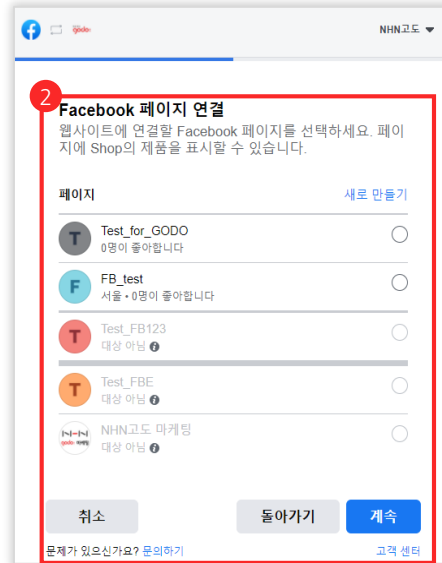 godo:
NHN고도
2
Facebook 페이지 연결
웹사이트에 연결할 Facebook 페이지를 선택하세요. 페이
지에 Shop의 제품을 표시할 수 있습니다.
페이지
새로 만들기
T
Test_for_GODO
0명이 좋아합니다
F
FB_test
서울 • 0명이 좋아합니다
T
Test_FB123
대상 아님
T
Test_FBE
대상 아님
NHN
godo: 마케팅
NHN고도 마케팅
대상 아님
취소
돌아가기
계속
문제가 있으신가요? 문의하기
고객 센터